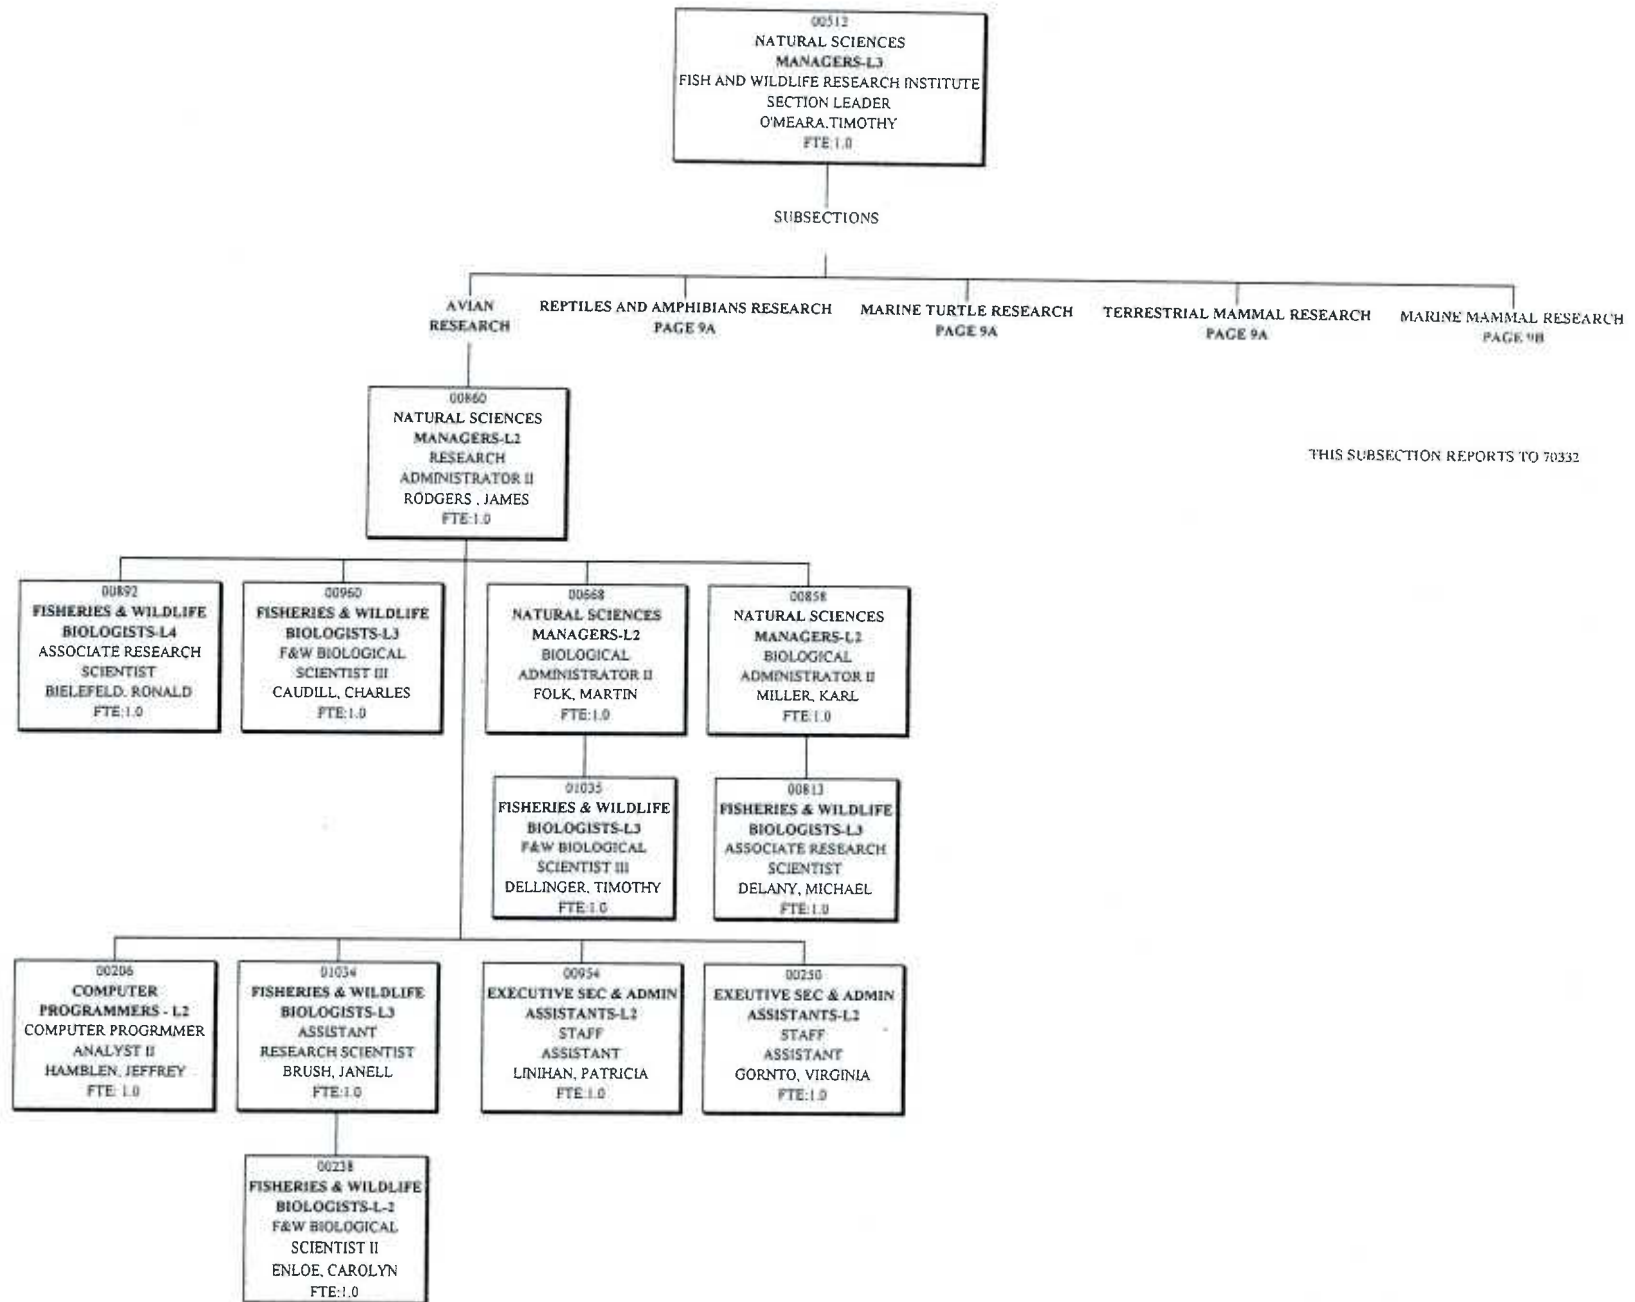 00512
NATURAL SCIENCES
MANAGERS-L3
FISH AND WILDLIFE RESEARCH INSTITUTE
SECTION LEADER
O'MEARA,TIMOTHY
FTE:1.0
SUBSECTIONS
AVIAN
RESEARCH
REPTILES AND AMPHIBIANS RESEARCH
PAGE 9A
MARINE TURTLE RESEARCH
PAGE 9A
TERRESTRIAL MAMMAL RESEARCH
PAGE 9A
MARINE MAMMAL RESEARCH
PAGE 9B
00860
NATURAL SCIENCES
MANAGERS-L2
RESEARCH
ADMINISTRATOR II
RODGERS , JAMES
FTE:1.0
THIS SUBSECTION REPORTS TO 70332
00892
FISHERIES & WILDLIFE
BIOLOGISTS-L4
ASSOCIATE RESEARCH
SCIENTIST
BIELEFELD, RONALD
FTE:1.0
00960
FISHERIES & WILDLIFE
BIOLOGISTS-L3
F&W BIOLOGICAL
SCIENTIST III
CAUDILL, CHARLES
FTE:1.0
00668
NATURAL SCIENCES
MANAGERS-L2
BIOLOGICAL
ADMINISTRATOR II
FOLK, MARTIN
FTE:1.0
00858
NATURAL SCIENCES
MANAGERS-L2
BIOLOGICAL
ADMINISTRATOR II
MILLER, KARL
FTE:1.0
01035
FISHERIES & WILDLIFE
BIOLOGISTS-L3
F&W BIOLOGICAL
SCIENTIST III
DELLINGER, TIMOTHY
FTE:1.0
00813
FISHERIES & WILDLIFE
BIOLOGISTS-L3
ASSOCIATE RESEARCH
SCIENTIST
DELANY, MICHAEL
FTE:1.0
00206
COMPUTER
PROGRAMMERS - L2
COMPUTER PROGRMMER
ANALYST II
HAMBLEN, JEFFREY
FTE: 1.0
01034
FISHERIES & WILDLIFE
BIOLOGISTS-L3
ASSISTANT
RESEARCH SCIENTIST
BRUSH, JANELL
FTE:1.0
00954
EXECUTIVE SEC & ADMIN
ASSISTANTS-L2
STAFF
ASSISTANT
LINIHAN, PATRICIA
FTE:1.0
00250
EXEUTIVE SEC & ADMIN
ASSISTANTS-L2
STAFF
ASSISTANT
GORNTO, VIRGINIA
FTE:1.0
00238
FISHERIES & WILDLIFE
BIOLOGISTS-L-2
F&W BIOLOGICAL
SCIENTIST II
ENLOE, CAROLYN
FTE:1.0